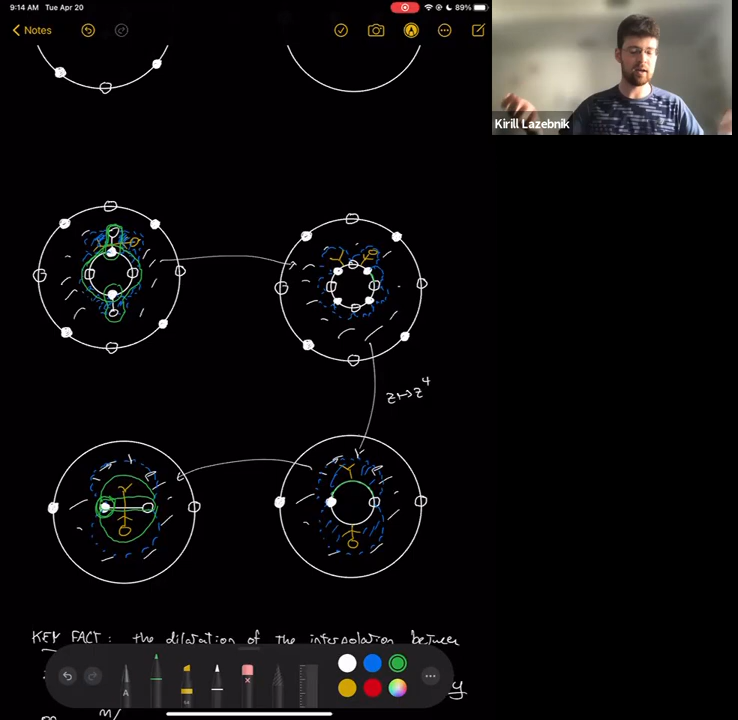 9:14 AM Tue Apr 20
89%
Notes
Kirill Lazebnik
z↦z⁴
KEY FACT: the dilatation of the interpolation between
y
m/
A